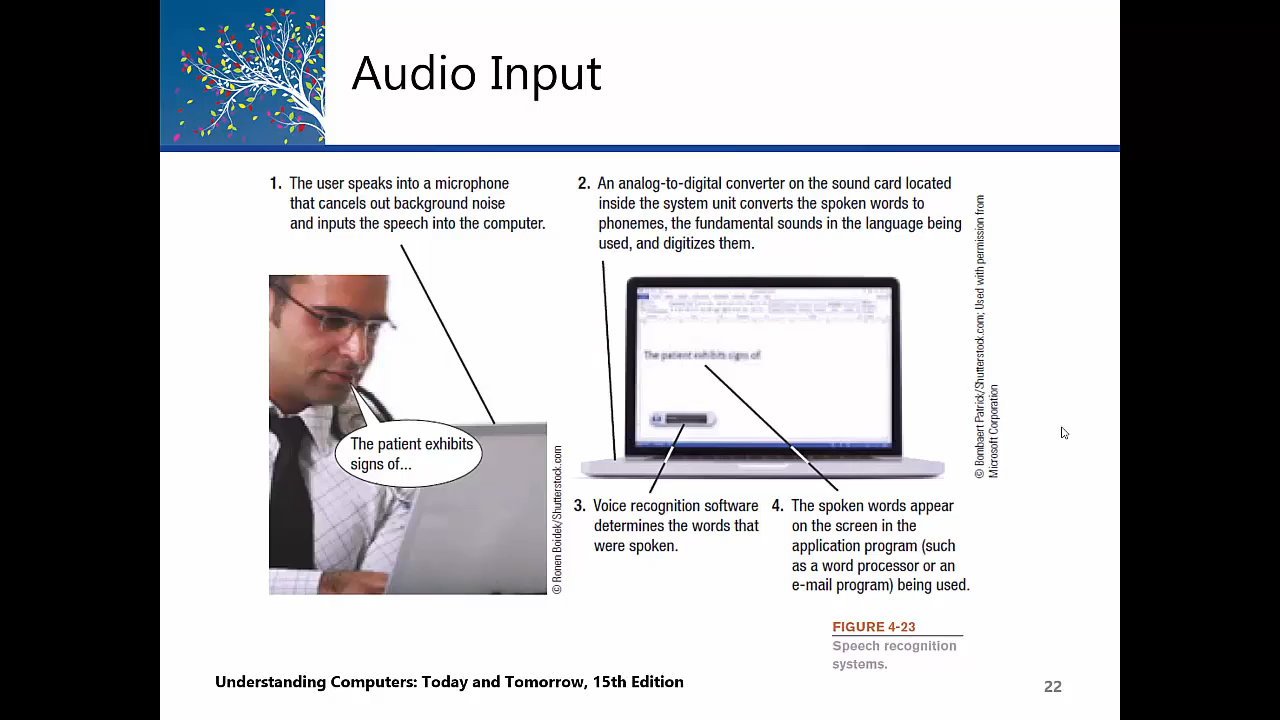 Audio Input
1. The user speaks into a microphone
that cancels out background noise
and inputs the speech into the computer.
2. An analog-to-digital converter on the sound card located
inside the system unit converts the spoken words to
phonemes, the fundamental sounds in the language being
used, and digitizes them.
The patient exhibits
signs of...
© Ronen Boidek/Shutterstock.com
The patient exhibits signs of
© Bombaert Patrick/Shutterstock.com; Used with permission from
Microsoft Corporation
3. Voice recognition software
determines the words that
were spoken.
4. The spoken words appear
on the screen in the
application program (such
as a word processor or an
e-mail program) being used.
FIGURE 4-23
Speech recognition
systems.
Understanding Computers: Today and Tomorrow, 15th Edition
22